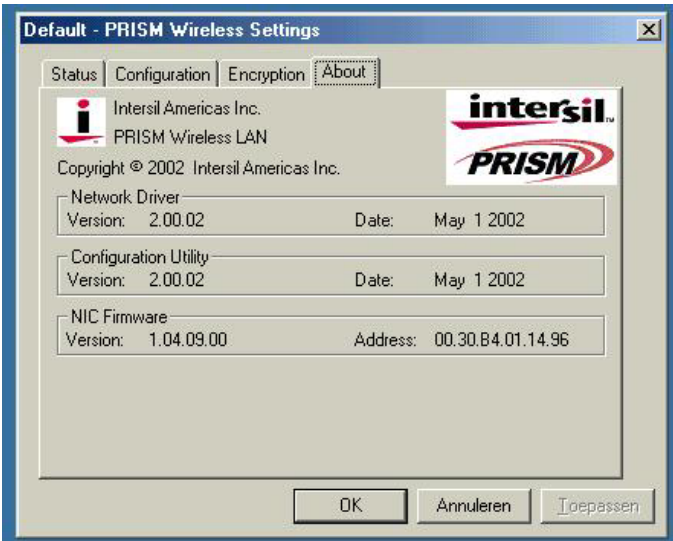 Default - PRISM Wireless Settings
Status Configuration Encryption About
Intersil Americas Inc.
PRISM Wireless LAN
intersil™
PRISM
Copyright © 2002 Intersil Americas Inc.
Network Driver
Version: 2.00.02 Date: May 1 2002
Configuration Utility
Version: 2.00.02 Date: May 1 2002
NIC Firmware
Version: 1.04.09.00 Address: 00.30.B4.01.14.96
OK Annuleren Toepassen